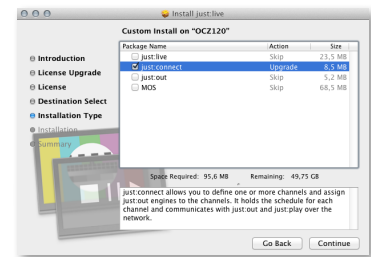 Install just:live
Custom Install on "OCZ120"
Package Name Action Size
just:live Skip 23,5 MB
just:connect Upgrade 8,5 MB
just:out Skip 5,2 MB
MOS Skip 68,5 MB
Introduction
License Upgrade
License
Destination Select
Installation Type
Installation
Summary
Space Required: 95,6 MB Remaining: 49,75 GB
just:connect allows you to define one or more channels and assign
just:out engines to the channels. It holds the schedule for each
channel and communicates with just:out and just:play over the
network.
Go Back Continue